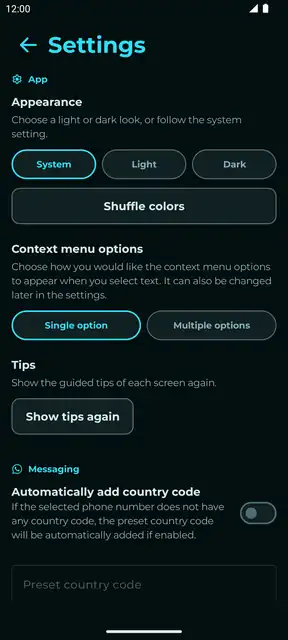 12:00
Settings
App
Appearance
Choose a light or dark look, or follow the system
setting.
System
Light
Dark
Shuffle colors
Context menu options
Choose how you would like the context menu options
to appear when you select text. It can also be changed
later in the settings.
Single option
Multiple options
Tips
Show the guided tips of each screen again.
Show tips again
Messaging
Automatically add country code
If the selected phone number does not have
any country code, the preset country code
will be automatically added if enabled.
Preset country code